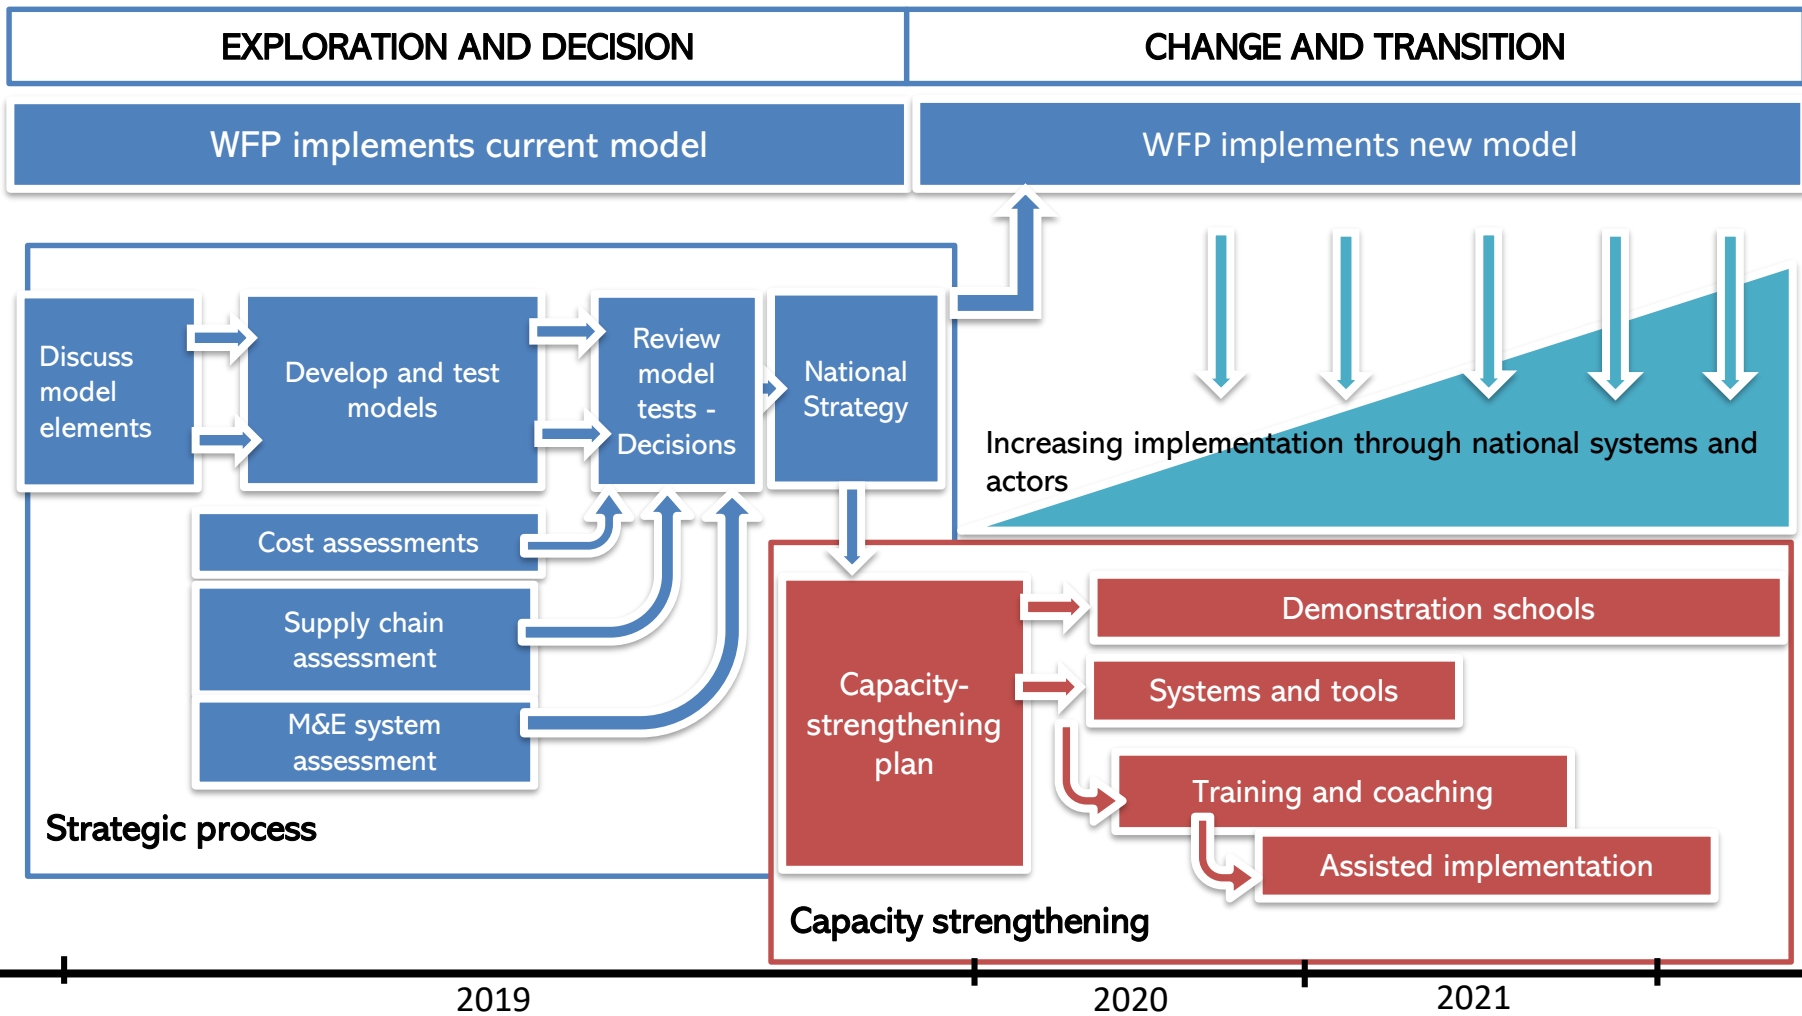 EXPLORATION AND DECISION
CHANGE AND TRANSITION
WFP implements current model
WFP implements new model
Discuss
model
elements
Develop and test
models
Review
model
tests -
Decisions
National
Strategy
Cost assessments
Supply chain
assessment
M&E system
assessment
Strategic process
Increasing implementation through national systems and
actors
Capacity-
strengthening
plan
Demonstration schools
Systems and tools
Training and coaching
Assisted implementation
Capacity strengthening
2019
2020
2021